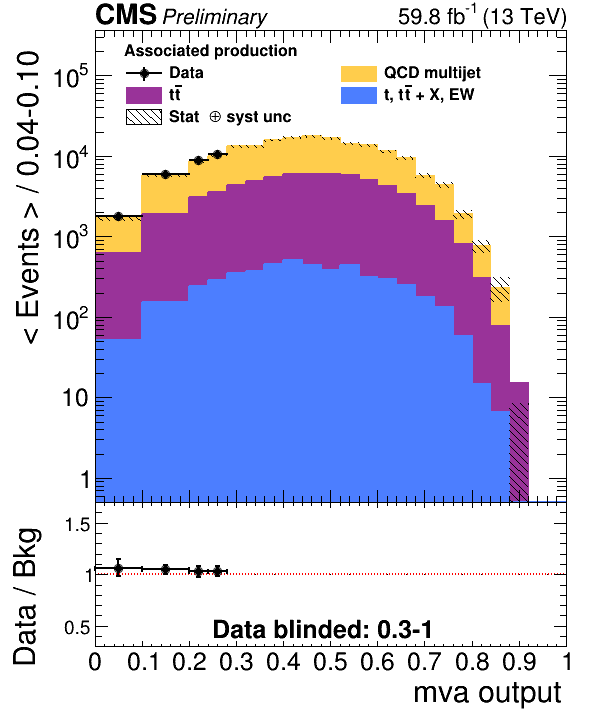 CMS Preliminary 59.8 fb⁻¹ (13 TeV)
Associated production
Data
QCD multijet
tt̄
t, tt̄ + X, EW
Stat ⊕ syst unc
< Events > / 0.04-0.10
10⁵
10⁴
10³
10²
10
1
Data / Bkg
1.5
1
0.5
Data blinded: 0.3-1
0 0.1 0.2 0.3 0.4 0.5 0.6 0.7 0.8 0.9 1
mva output